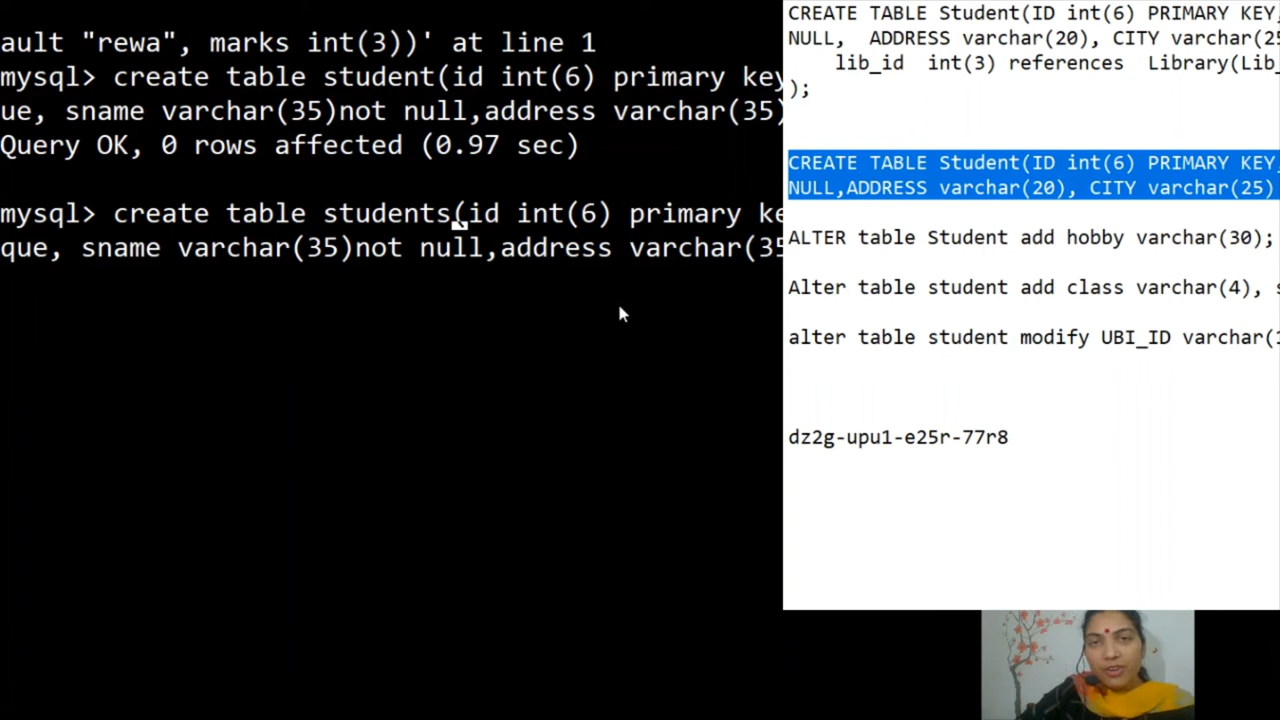 ault "rewa", marks int(3))' at line 1
mysql> create table student(id int(6) primary key
ue, sname varchar(35)not null,address varchar(35)
Query OK, 0 rows affected (0.97 sec)
mysql> create table students(id int(6) primary ke
que, sname varchar(35)not null,address varchar(35
CREATE TABLE Student(ID int(6) PRIMARY KEY,
NULL,  ADDRESS varchar(20), CITY varchar(25
lib_id  int(3) references  Library(Lib_
);
CREATE TABLE Student(ID int(6) PRIMARY KEY,
NULL,ADDRESS varchar(20), CITY varchar(25)
ALTER table Student add hobby varchar(30);
Alter table student add class varchar(4), s
alter table student modify UBI_ID varchar(1
dz2g-upu1-e25r-77r8